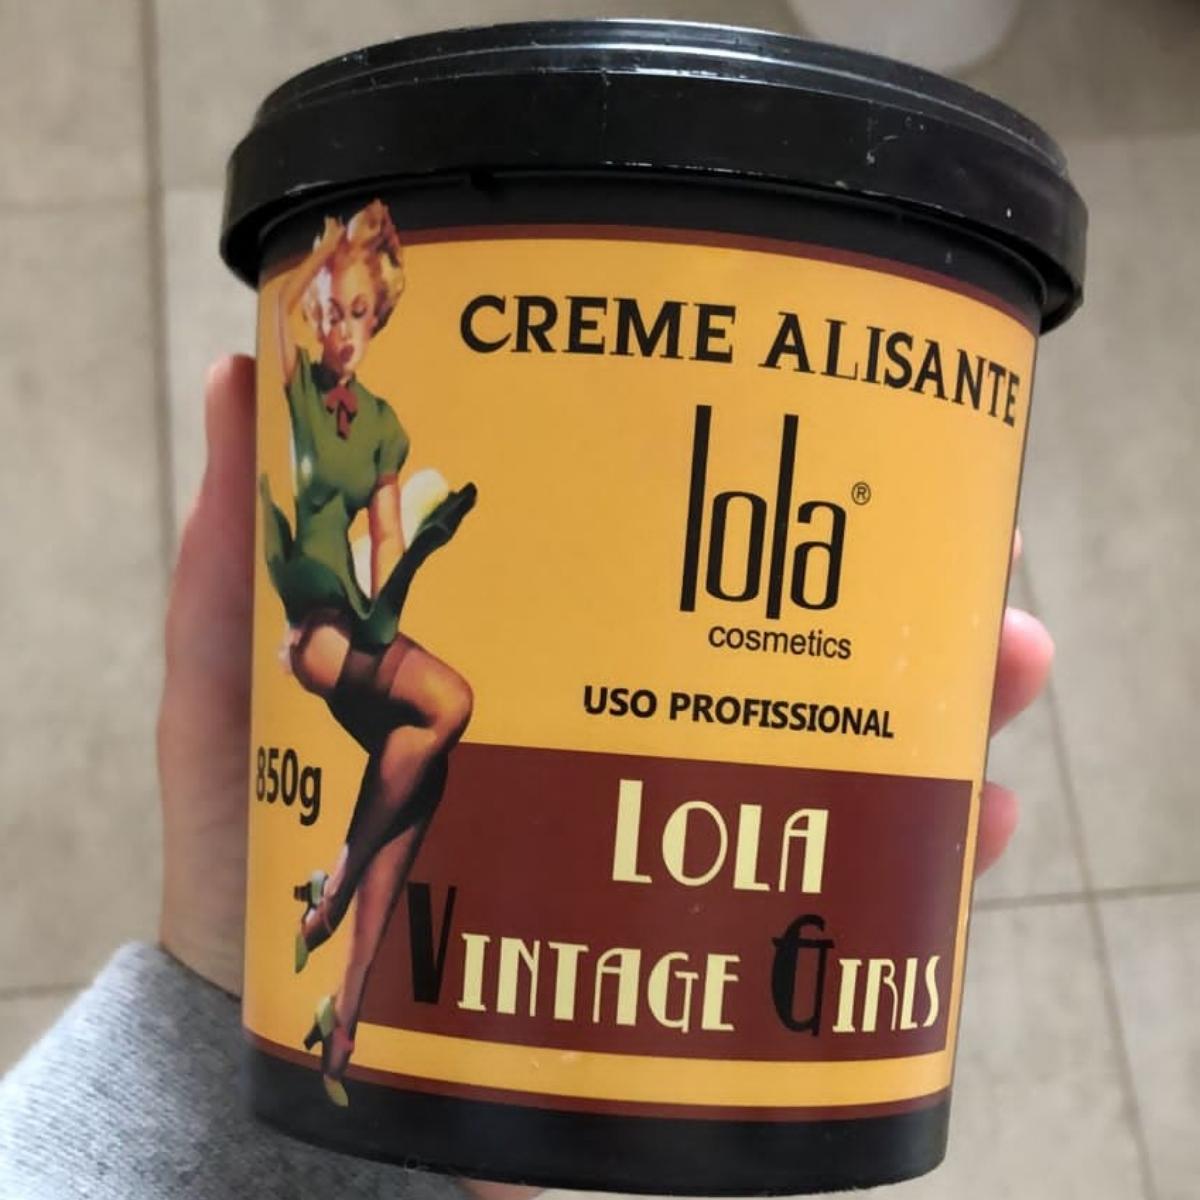 CREME ALISANTE
lola®
cosmetics
USO PROFISSIONAL
850g
LOLA
VINTAGE GIRLS